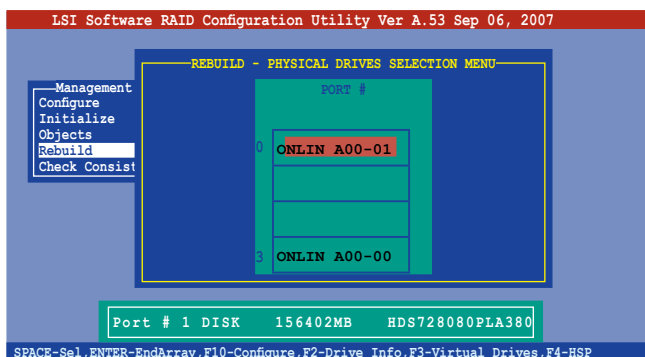 LSI Software RAID Configuration Utility Ver A.53 Sep 06, 2007
REBUILD - PHYSICAL DRIVES SELECTION MENU
PORT #
Management
Configure
Initialize
Objects
Rebuild
Check Consist
0 ONLIN A00-01
3 ONLIN A00-00
Port # 1 DISK 156402MB HDS728080PLA380
SPACE-Sel,ENTER-EndArray,F10-Configure,F2-Drive Info,F3-Virtual Drives,F4-HSP